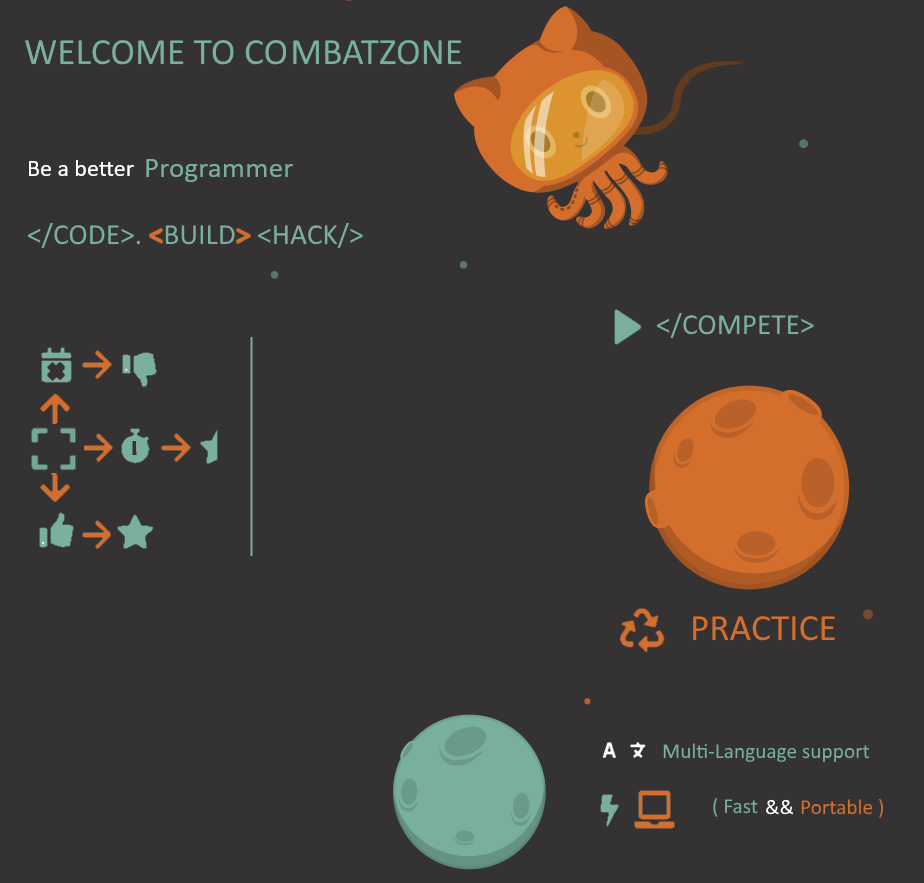 WELCOME TO COMBATZONE
Be a better Programmer
</CODE>. <BUILD> <HACK/>
</COMPETE>
PRACTICE
A 文 Multi-Language support
( Fast && Portable )